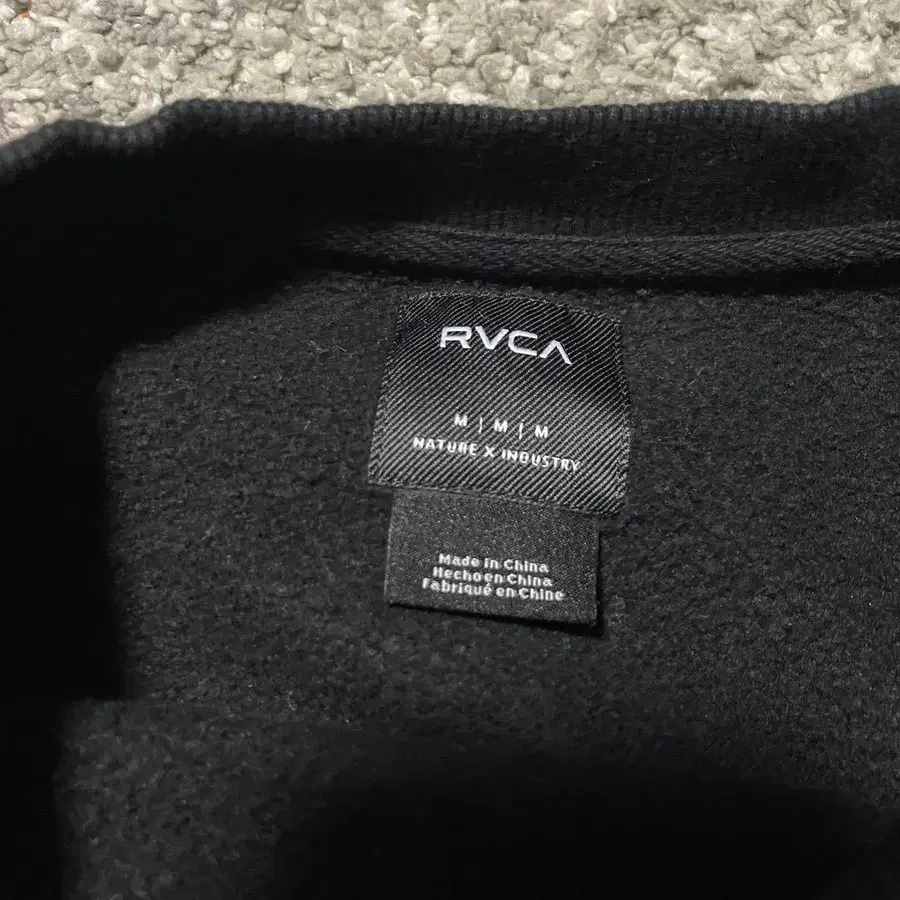 RVCA
M | M | M
NATURE X INDUSTRY
Made in China
Hecho en China
Fabriqué en Chine